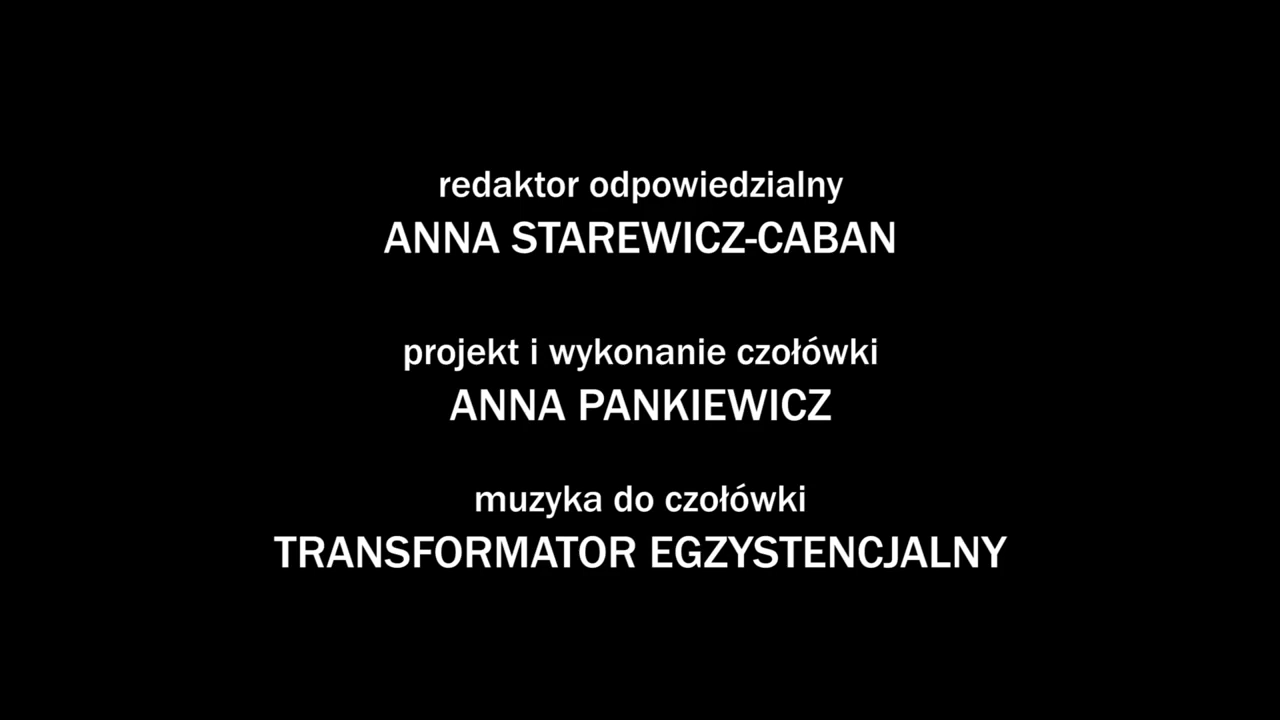 redaktor odpowiedzialny
ANNA STAREWICZ-CABAN
projekt i wykonanie czołówki
ANNA PANKIEWICZ
muzyka do czołówki
TRANSFORMATOR EGZYSTENCJALNY